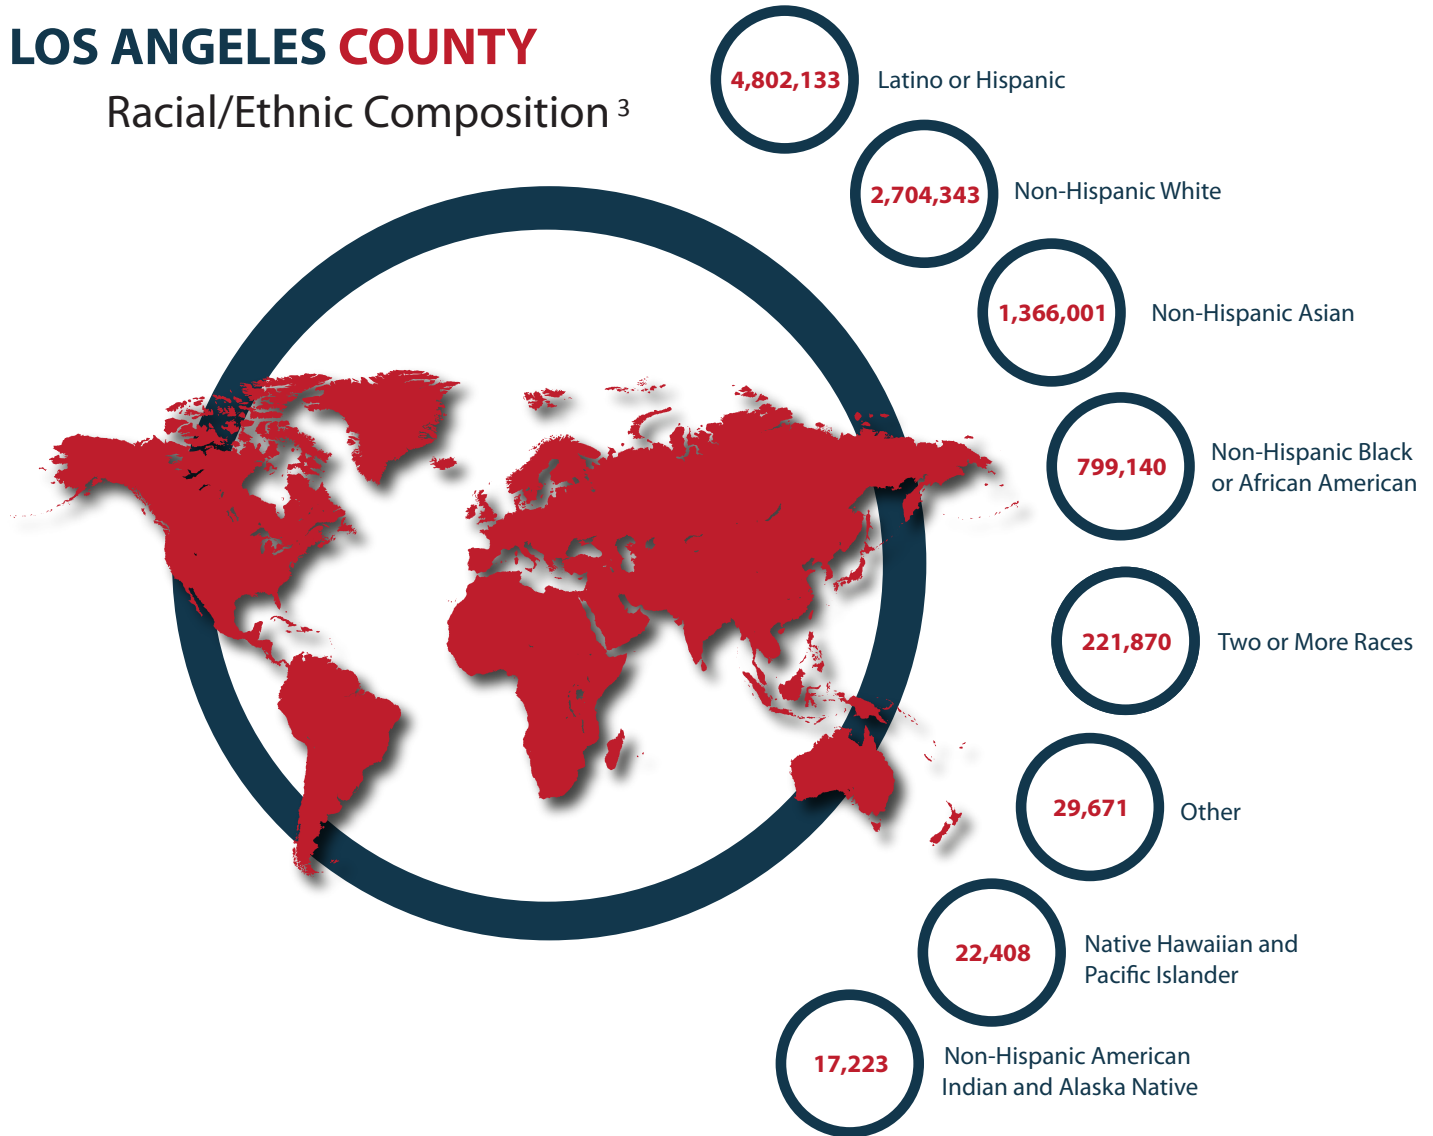 LOS ANGELES COUNTY
Racial/Ethnic Composition 3
4,802,133
Latino or Hispanic
2,704,343
Non-Hispanic White
1,366,001
Non-Hispanic Asian
799,140
Non-Hispanic Black
or African American
221,870
Two or More Races
29,671
Other
22,408
Native Hawaiian and
Pacific Islander
17,223
Non-Hispanic American
Indian and Alaska Native